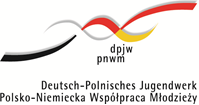 dpjw
pnwm
Deutsch-Polnisches Jugendwerk
Polsko-Niemiecka Współpraca Młodzieży